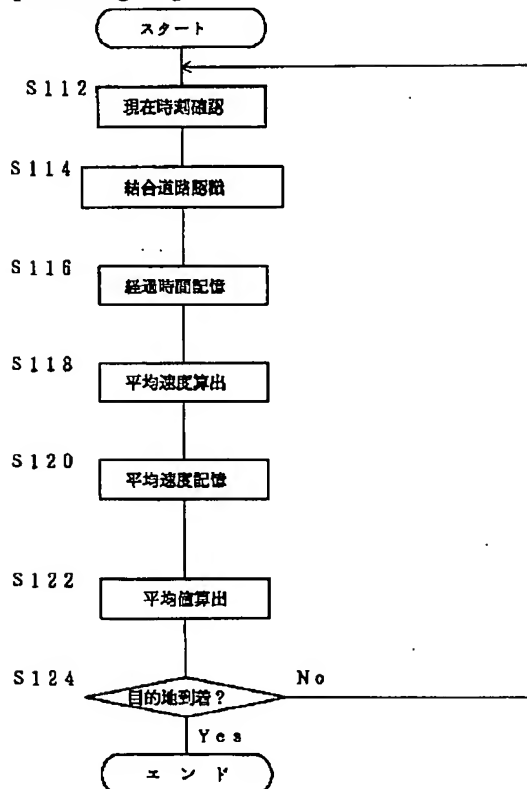 スタート
S112
現在時刻確認
S114
結合道路認識
S116
経過時間記憶
S118
平均速度算出
S120
平均速度記憶
S122
平均値算出
S124
目的地到着？
No
Yes
エンド